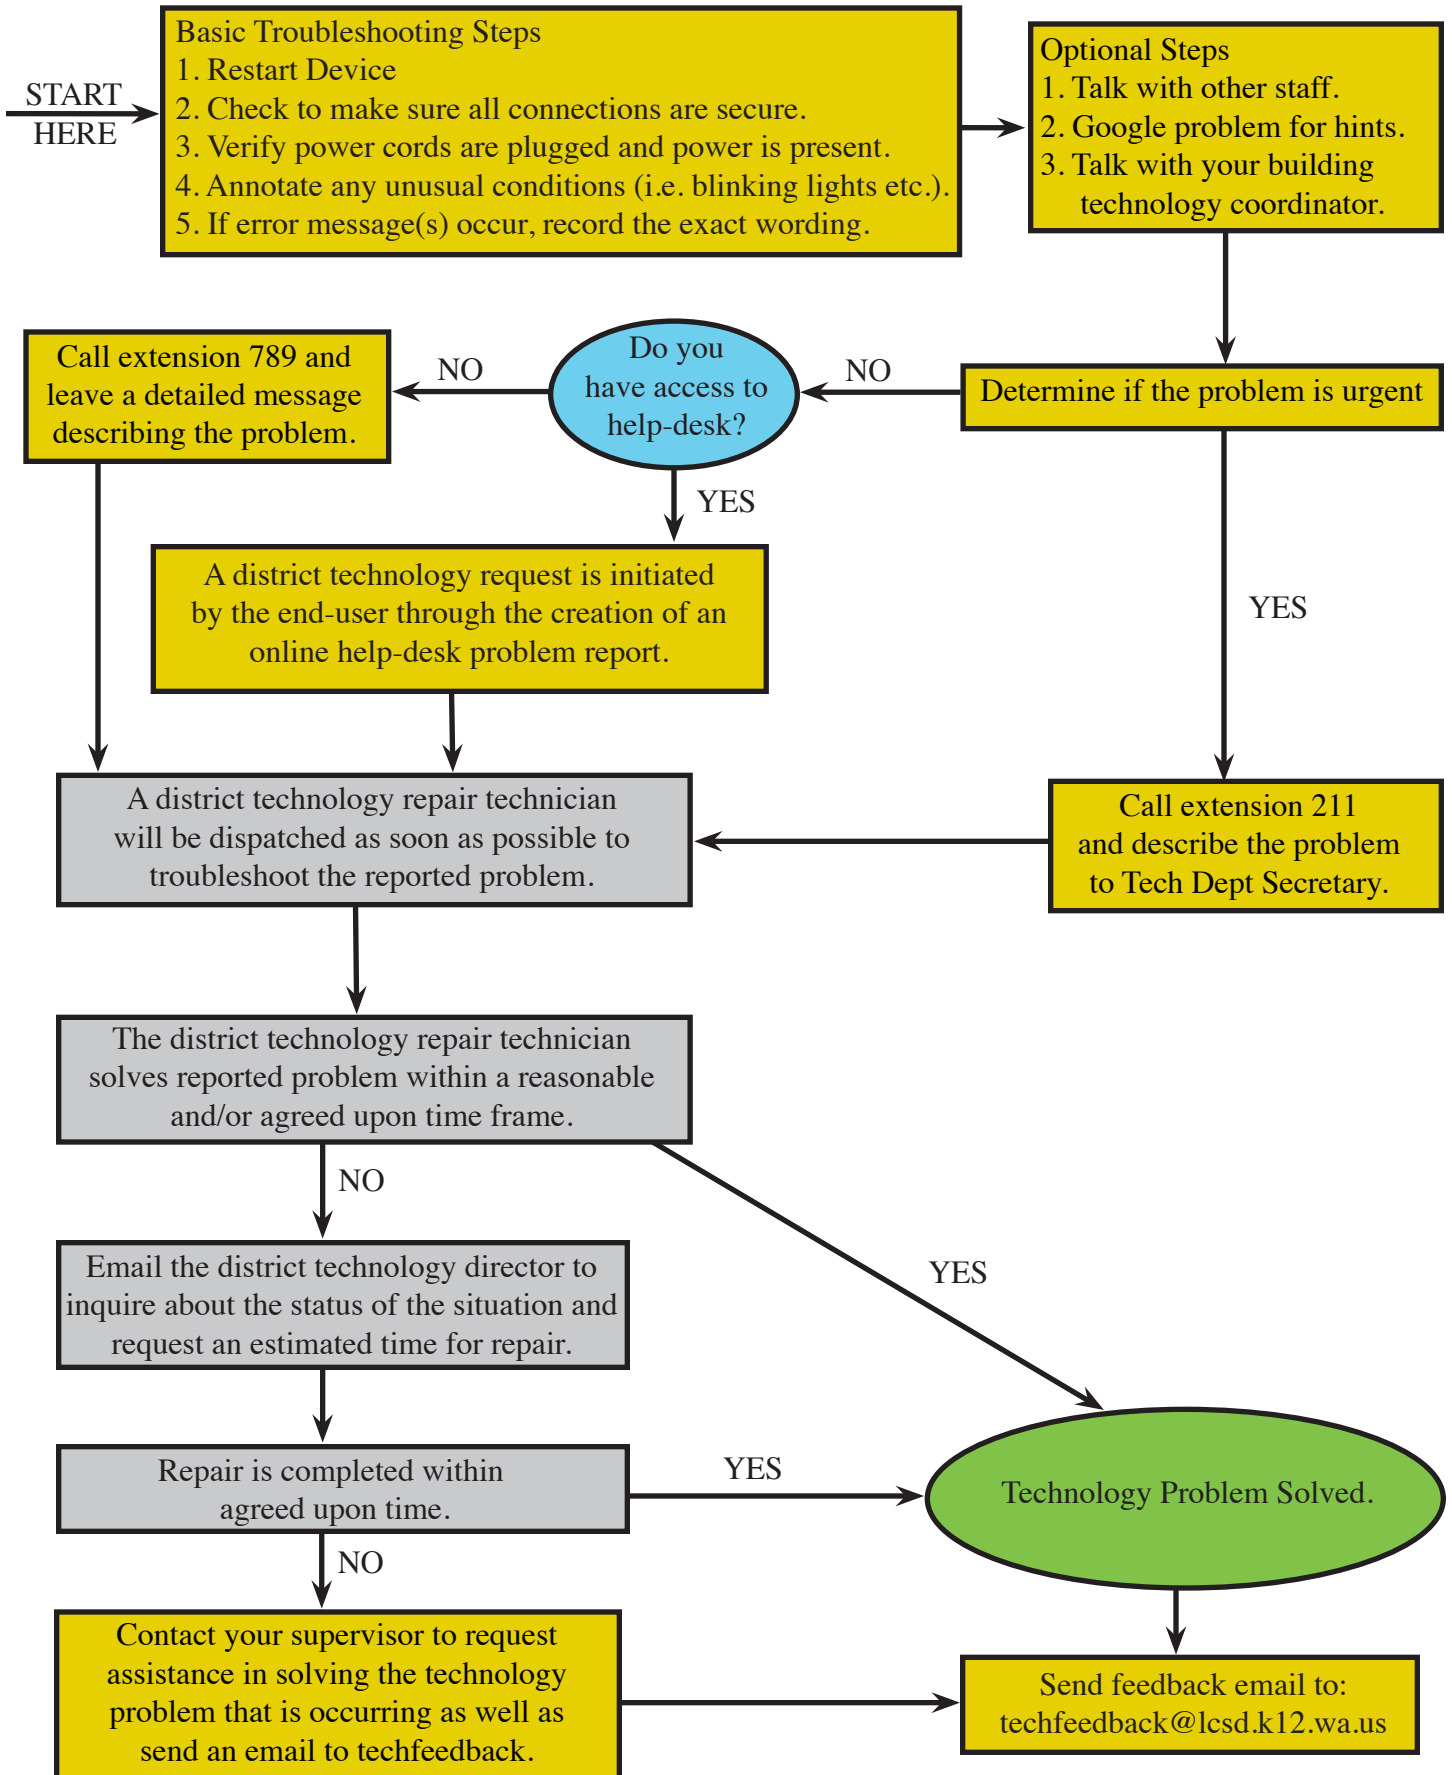 START
HERE
Basic Troubleshooting Steps
1. Restart Device
2. Check to make sure all connections are secure.
3. Verify power cords are plugged and power is present.
4. Annotate any unusual conditions (i.e. blinking lights etc.).
5. If error message(s) occur, record the exact wording.
Optional Steps
1. Talk with other staff.
2. Google problem for hints.
3. Talk with your building
technology coordinator.
Call extension 789 and
leave a detailed message
describing the problem.
NO
Do you
have access to
help-desk?
NO
Determine if the problem is urgent
YES
A district technology request is initiated
by the end-user through the creation of an
online help-desk problem report.
YES
A district technology repair technician
will be dispatched as soon as possible to
troubleshoot the reported problem.
Call extension 211
and describe the problem
to Tech Dept Secretary.
The district technology repair technician
solves reported problem within a reasonable
and/or agreed upon time frame.
NO
YES
Email the district technology director to
inquire about the status of the situation and
request an estimated time for repair.
Repair is completed within
agreed upon time.
YES
Technology Problem Solved.
NO
Contact your supervisor to request
assistance in solving the technology
problem that is occurring as well as
send an email to techfeedback.
Send feedback email to:
techfeedback@lcsd.k12.wa.us